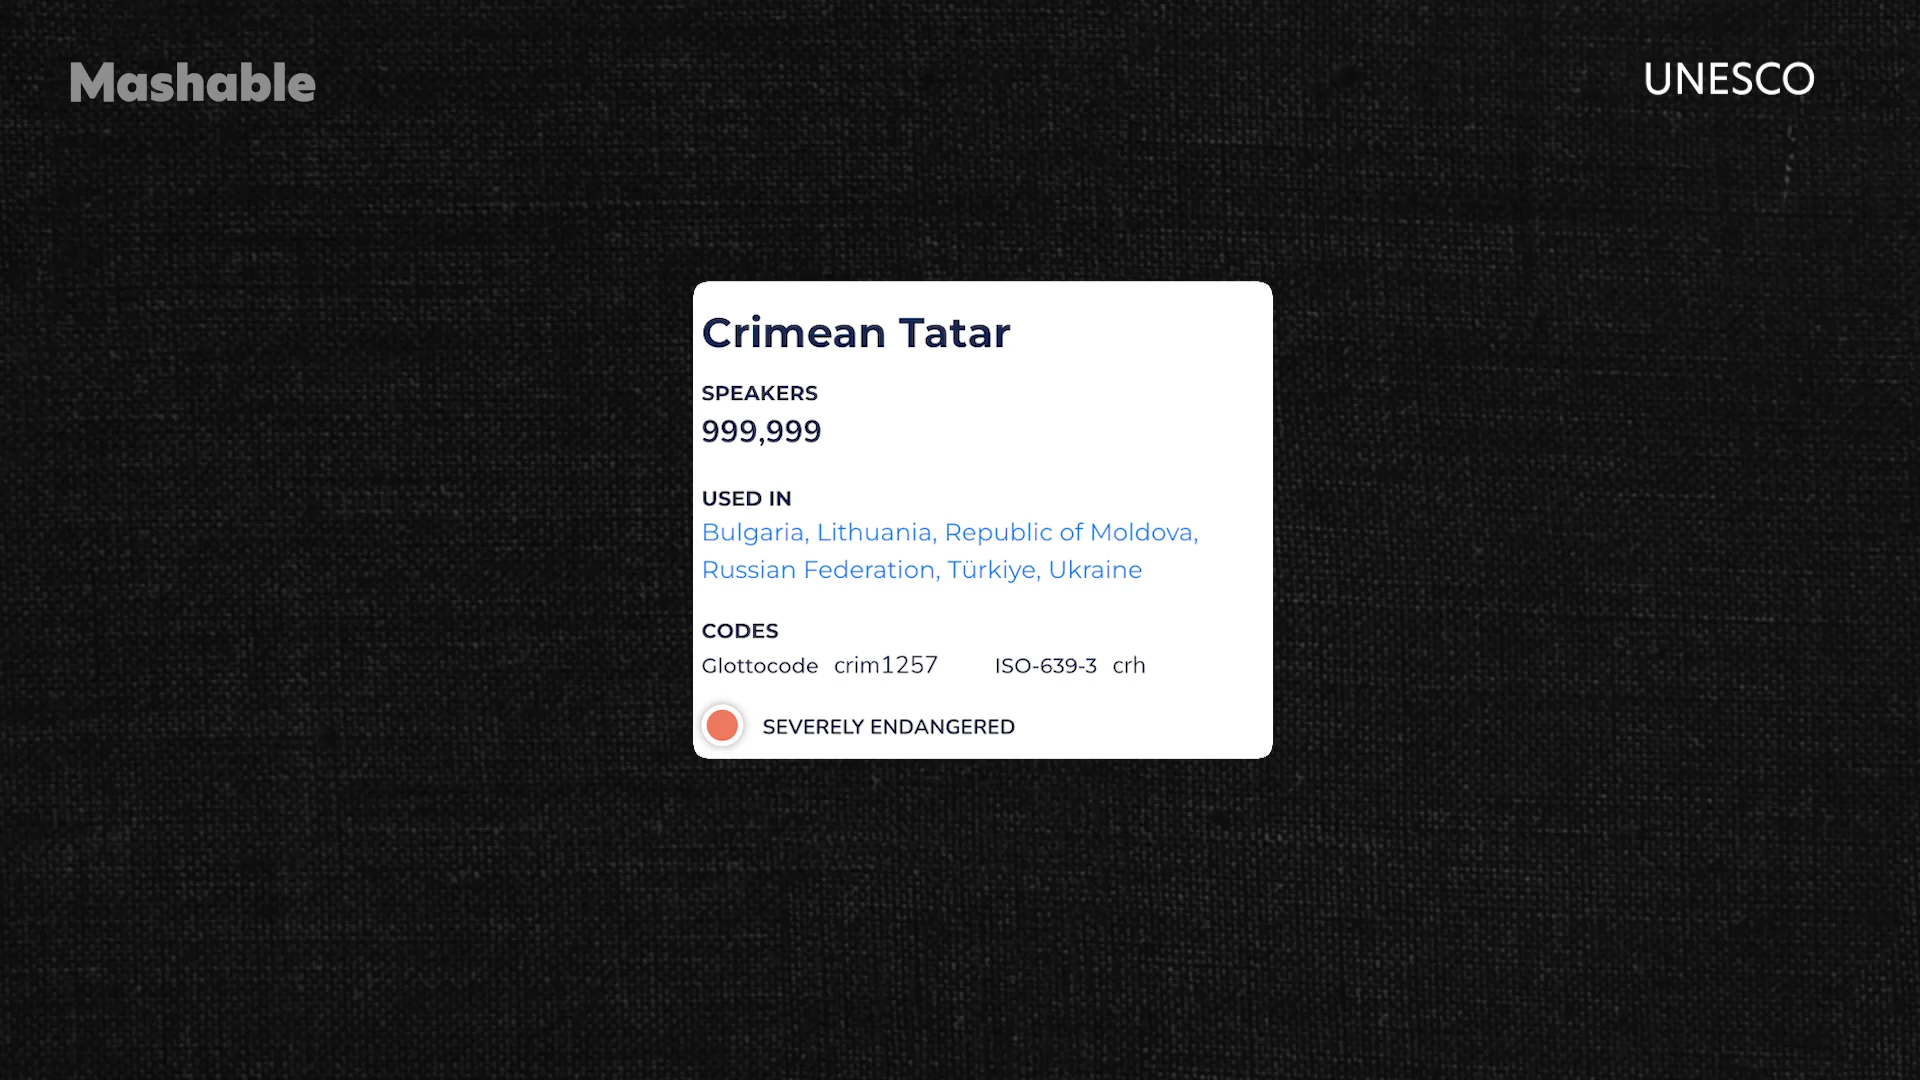 Mashable
UNESCO
Crimean Tatar
SPEAKERS
999,999
USED IN
Bulgaria, Lithuania, Republic of Moldova,
Russian Federation, Türkiye, Ukraine
CODES
Glottocode crim1257 ISO-639-3 crh
SEVERELY ENDANGERED